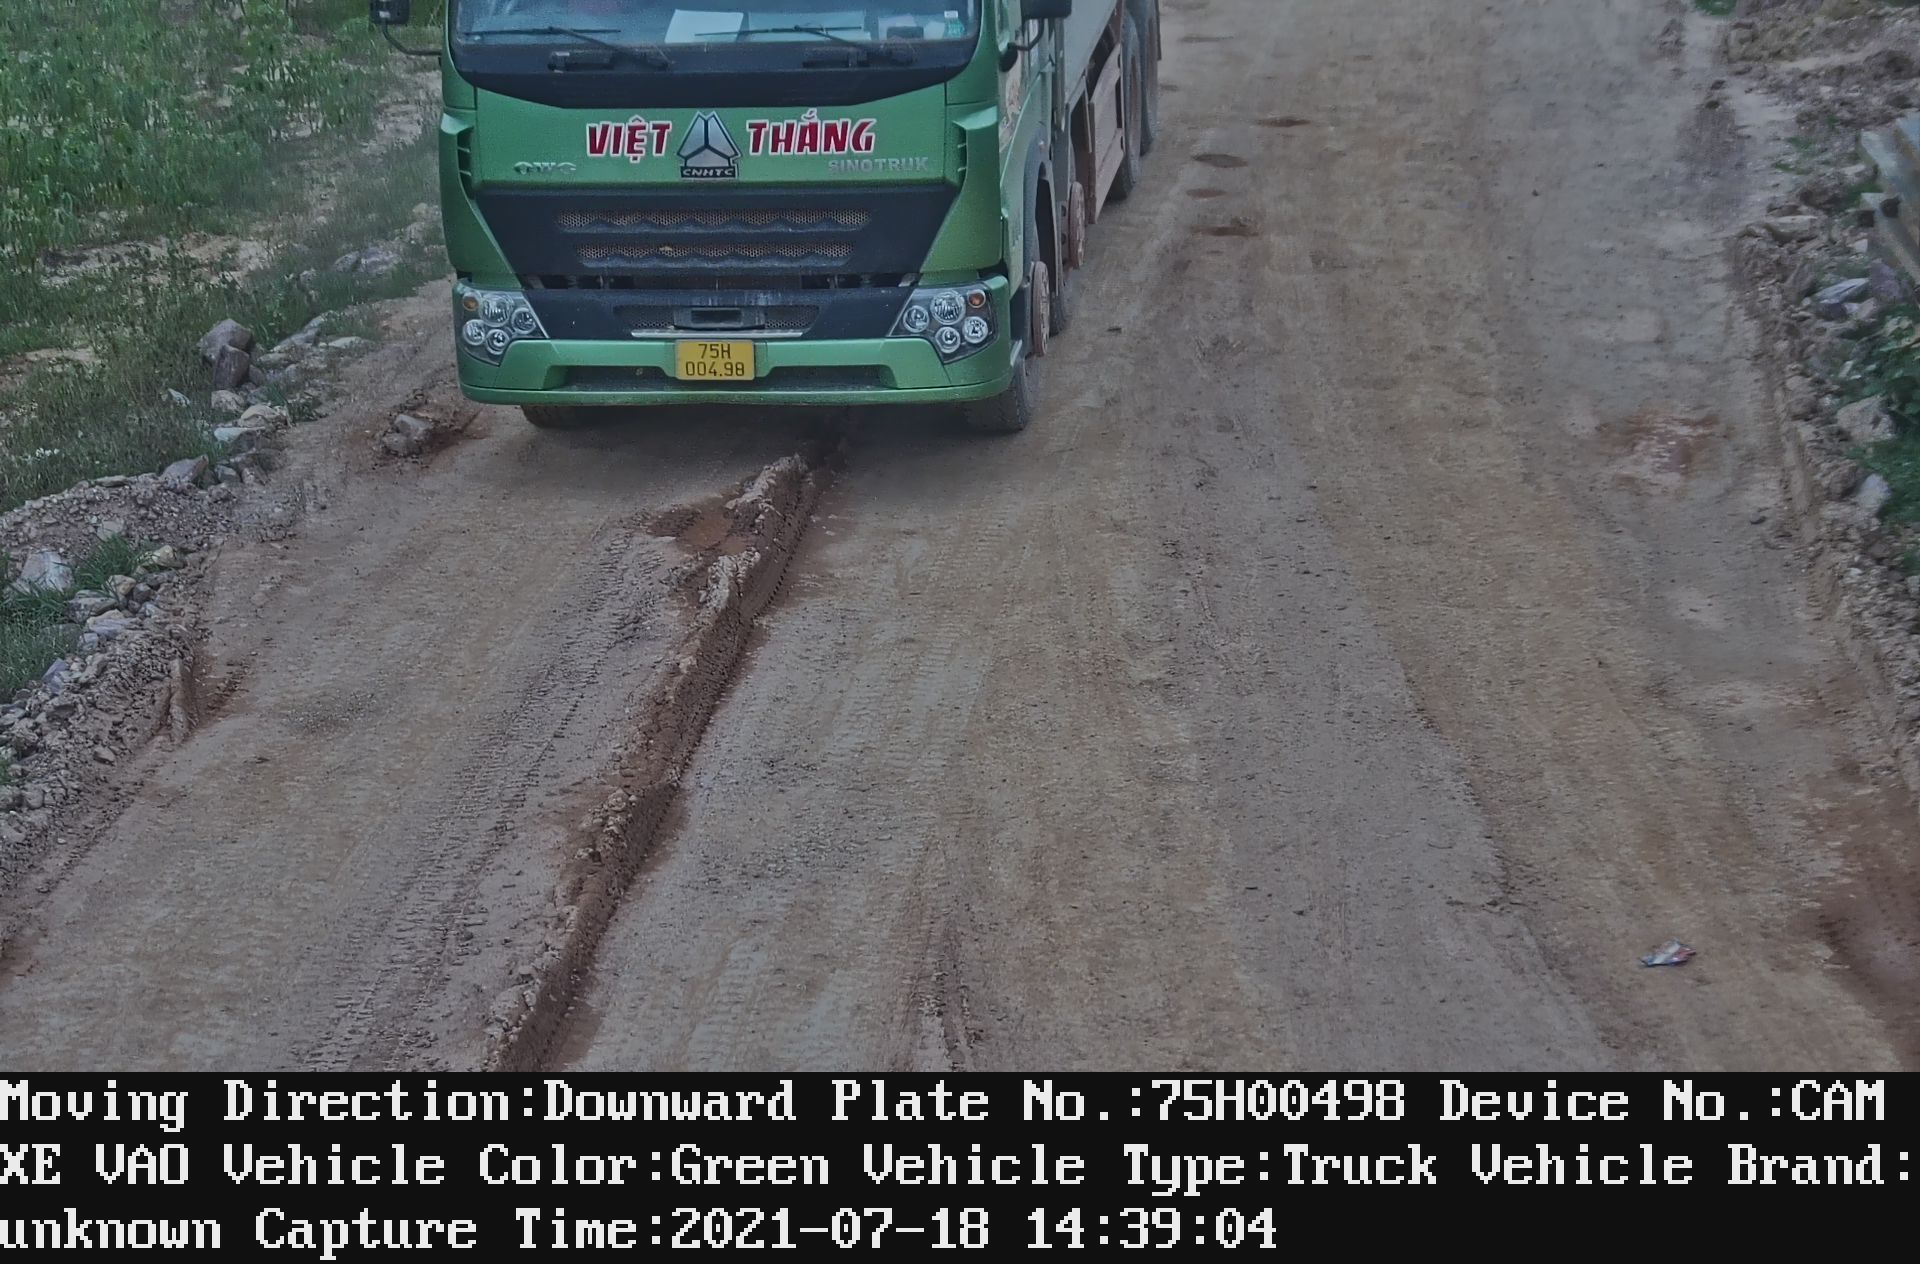 VIỆT THẮNG
CNHTC
SINOTRUK
75H
004.98
Moving Direction:Downward Plate No.:75H00498 Device No.:CAM
XE VAO Vehicle Color:Green Vehicle Type:Truck Vehicle Brand:
unknown Capture Time:2021-07-18 14:39:04